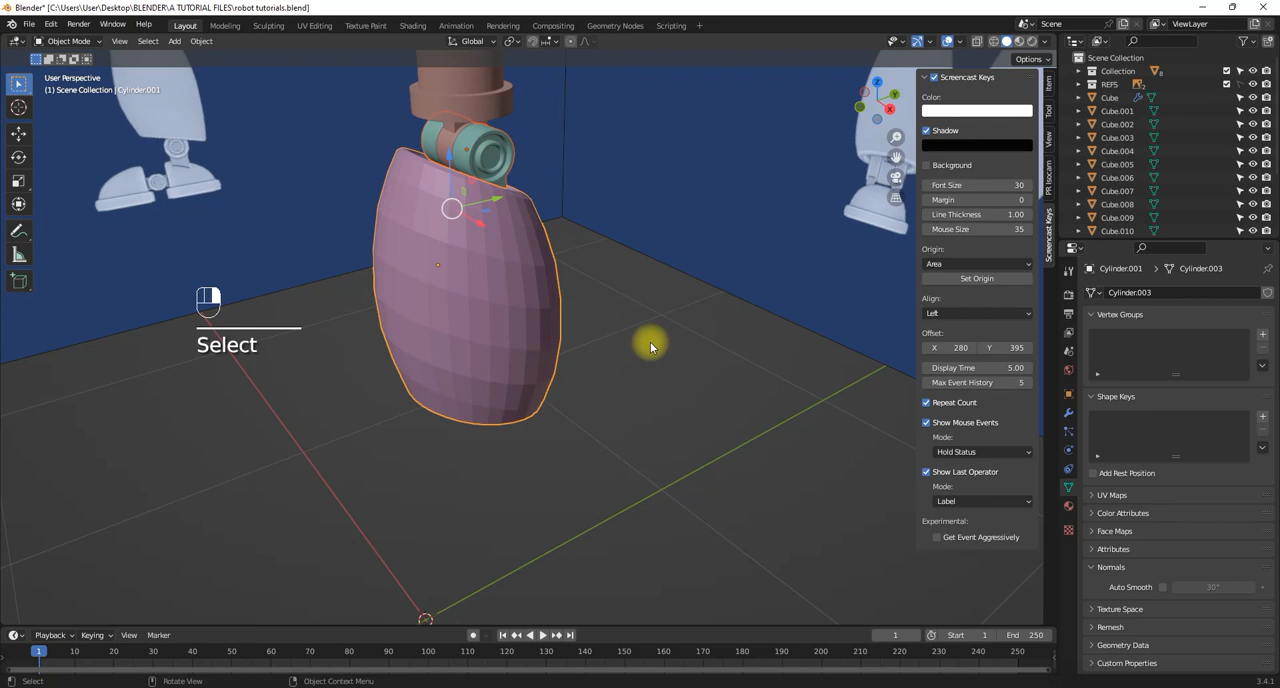 Blender* [C:\Users\User\Desktop\BLENDER\A TUTORIAL FILES\robot tutorials.blend]
File Edit Render Window Help Layout Modeling Sculpting UV Editing Texture Paint Shading Animation Rendering Compositing Geometry Nodes Scripting + Scene ViewLayer
Object Mode View Select Add Object Global
Options
User Perspective
(1) Scene Collection | Cylinder.001
Z
Y
X
Select
Screencast Keys
Color:
Shadow
Background
Font Size 30
Margin 0
Line Thickness 1.00
Mouse Size 35
Origin:
Area
Set Origin
Align:
Left
Offset:
X 280 Y 395
Display Time 5.00
Max Event History 5
Repeat Count
Show Mouse Events
Mode:
Hold Status
Show Last Operator
Mode:
Label
Experimental:
Get Event Aggressively
Item
Tool
View
PR Isocam
Screencast Keys
Scene Collection
Collection 8
REFS 2
Cube
Cube.001
Cube.002
Cube.003
Cube.004
Cube.005
Cube.006
Cube.007
Cube.008
Cube.009
Cube.010
Cylinder.001 > Cylinder.003
Cylinder.003
Vertex Groups
Shape Keys
Add Rest Position
UV Maps
Color Attributes
Face Maps
Attributes
Normals
Auto Smooth 30°
Texture Space
Remesh
Geometry Data
Custom Properties
Playback Keying View Marker 1 Start 1 End 250
1 10 20 30 40 50 60 70 80 90 100 110 120 130 140 150 160 170 180 190 200 210 220 230 240 250
Select Rotate View Object Context Menu 3.4.1